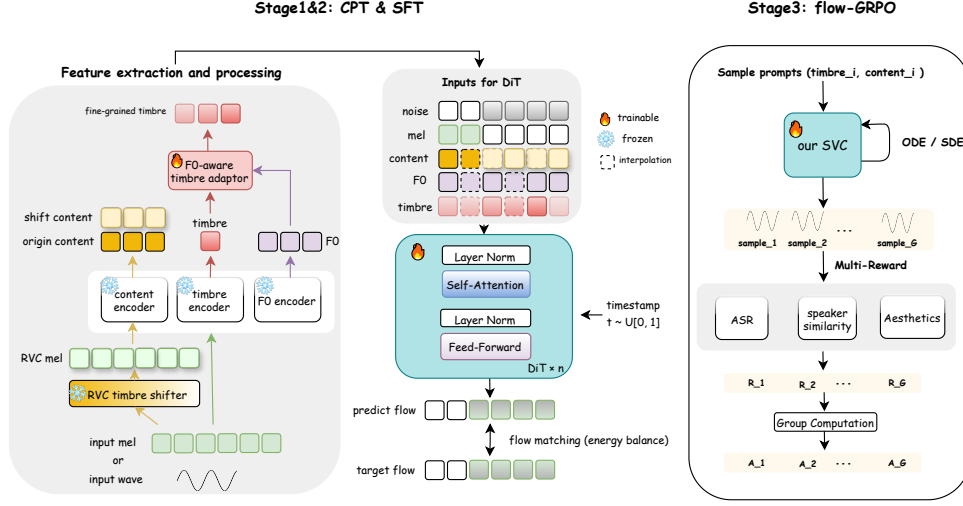 Stage1&2: CPT & SFT
Stage3: flow-GRPO
Feature extraction and processing
fine-grained timbre
F0-aware
timbre adaptor
shift content
origin content
timbre
F0
content
encoder
timbre
encoder
F0 encoder
RVC mel
RVC timbre shifter
input mel
or
input wave
Inputs for DiT
noise
mel
content
F0
timbre
trainable
frozen
interpolation
Layer Norm
Self-Attention
Layer Norm
Feed-Forward
DiT × n
timestamp
t ~ U[0, 1]
predict flow
flow matching (energy balance)
target flow
Sample prompts (timbre_i, content_i )
our SVC
ODE / SDE
sample_1
sample_2
...
sample_G
Multi-Reward
ASR
speaker
similarity
Aesthetics
R_1
R_2
...
R_G
Group Computation
A_1
A_2
...
A_G